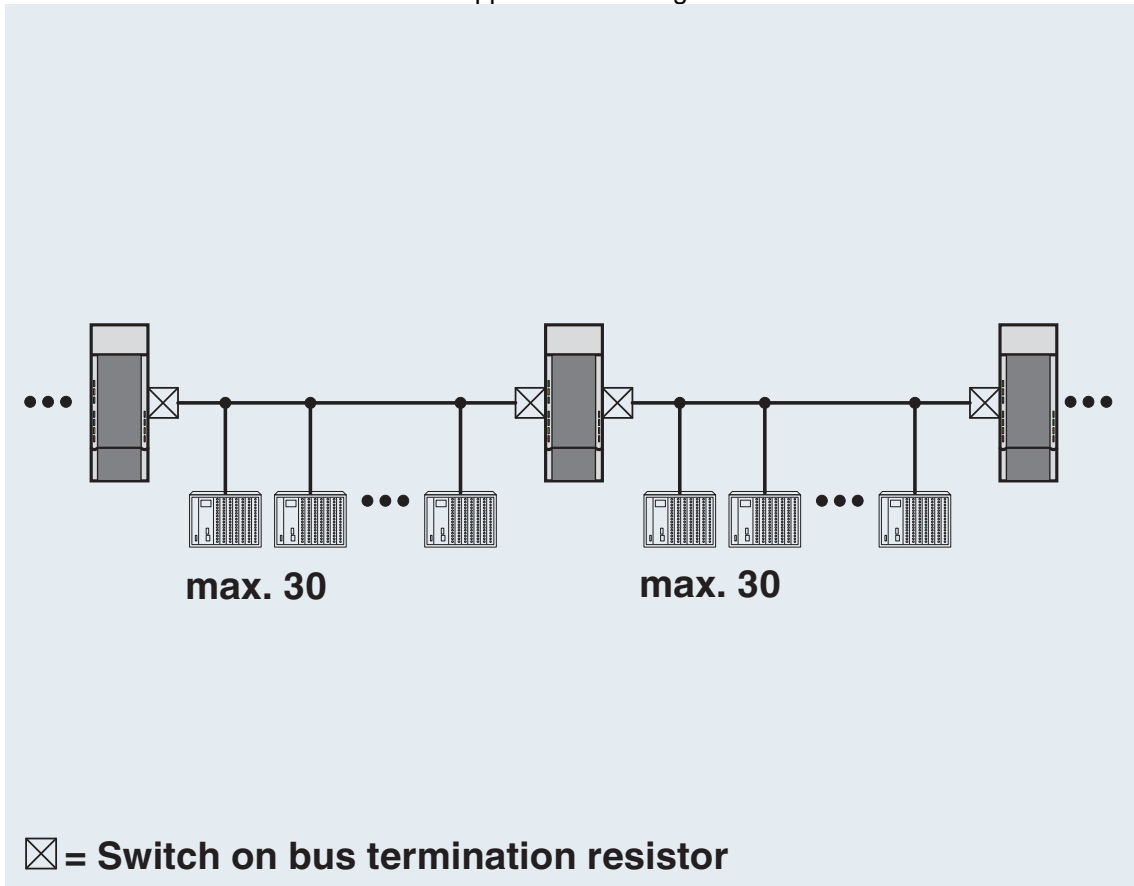 max. 30
max. 30
= Switch on bus termination resistor